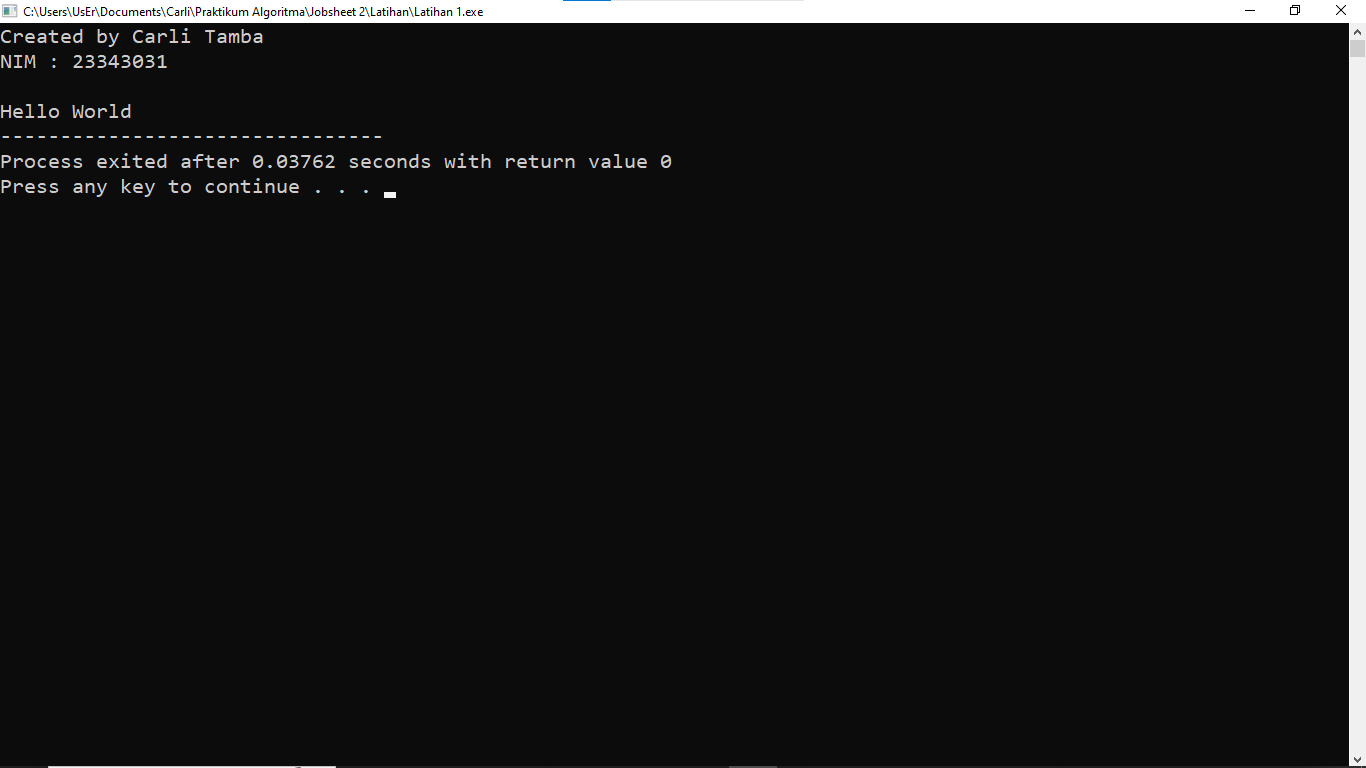 C:\Users\UsEr\Documents\Carli\Praktikum Algoritma\Jobsheet 2\Latihan\Latihan 1.exe
Created by Carli Tamba
NIM : 23343031
Hello World
--------------------------------
Process exited after 0.03762 seconds with return value 0
Press any key to continue . . .